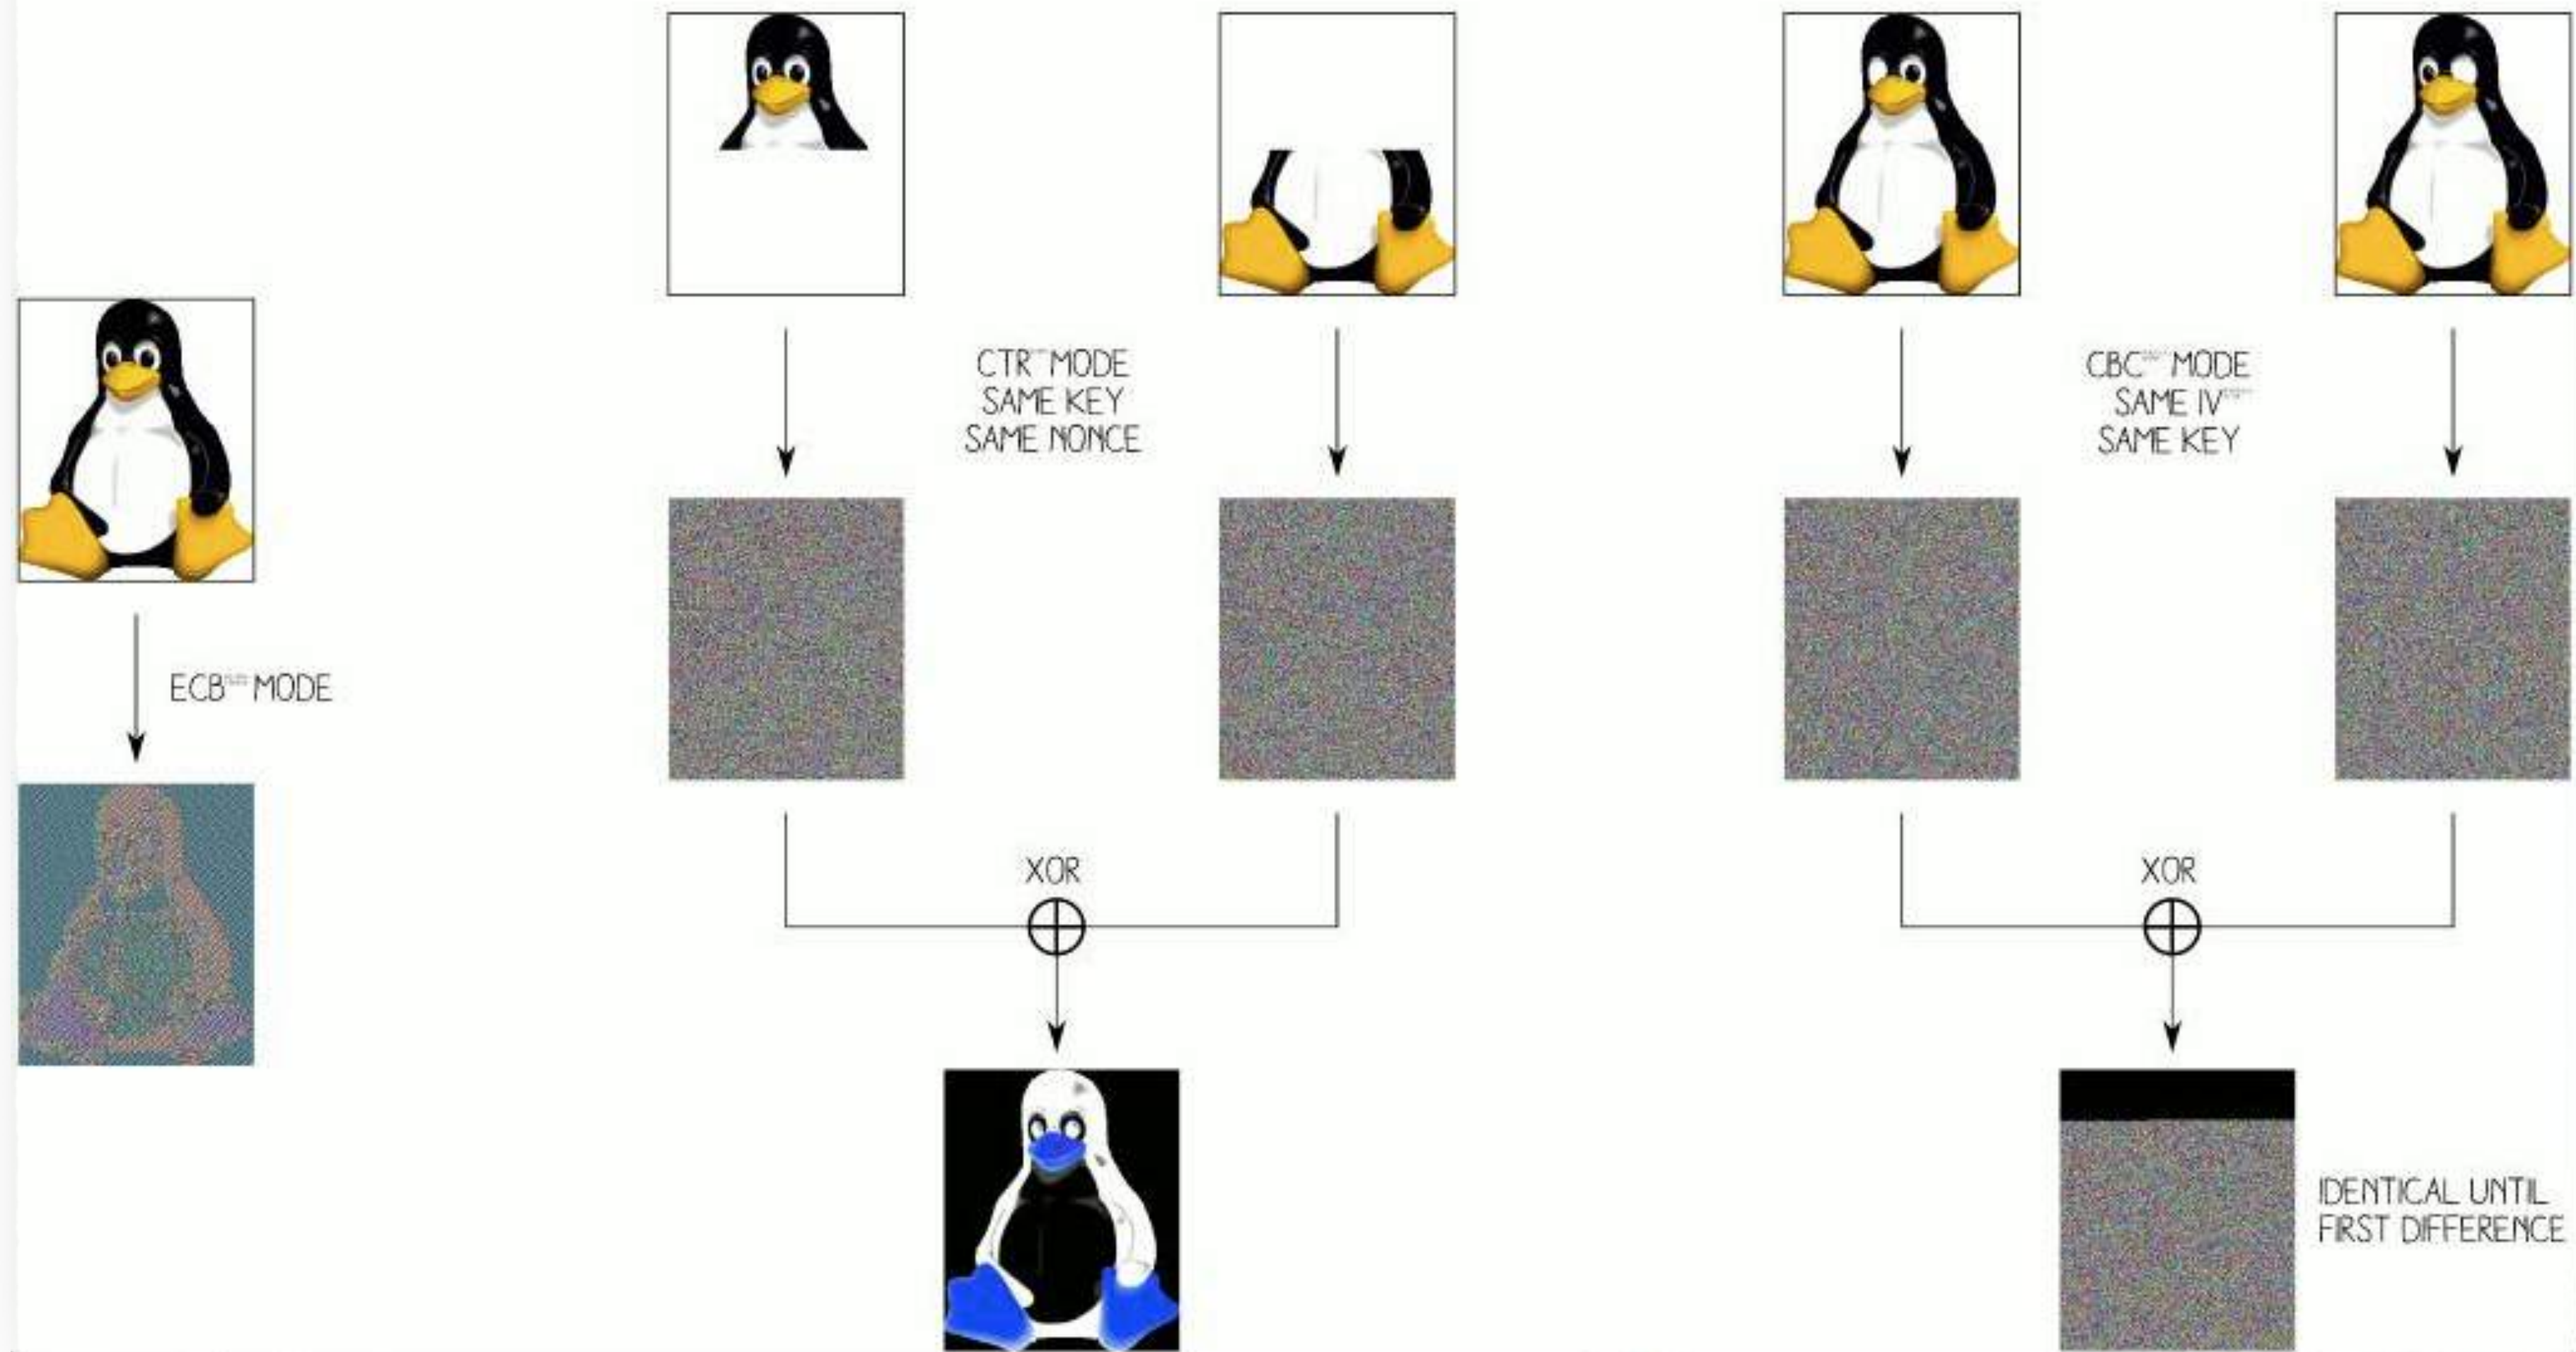 CTR MODE
SAME KEY
SAME NONCE
CBC MODE
SAME IV
SAME KEY
ECB MODE
XOR
XOR
IDENTICAL UNTIL
FIRST DIFFERENCE